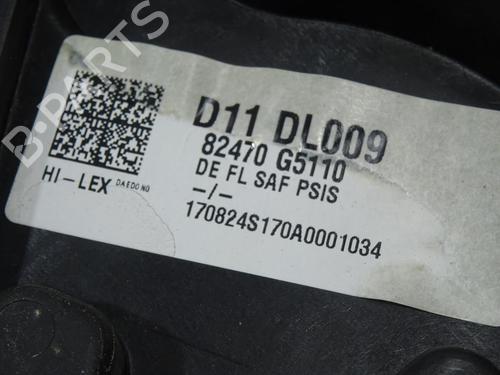 B-PARTS
D11 DL009
82470 G5110
DE FL SAF PSIS
-/-
170824S170A0001034
HI-LEX DAEDONG